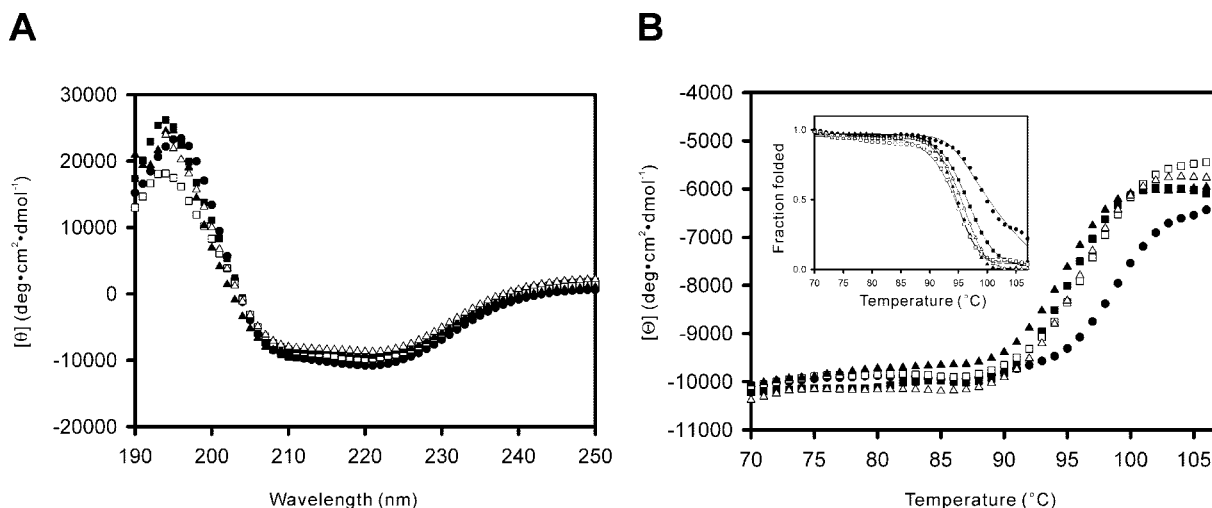 A
B
30000
20000
10000
0
-10000
-20000
[θ] (deg•cm²•dmol⁻¹)
190 200 210 220 230 240 250
Wavelength (nm)
-4000
-5000
-6000
-7000
-8000
-9000
-10000
-11000
[Θ] (deg•cm²•dmol⁻¹)
70 75 80 85 90 95 100 105
Temperature (°C)
1.0
0.5
0.0
Fraction folded
70 75 80 85 90 95 100 105
Temperature (°C)